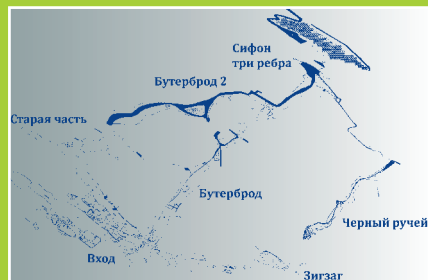 Сифон
три ребра
Бутерброд 2
Старая часть
Бутерброд
Черный ручей
Вход
Зигзаг